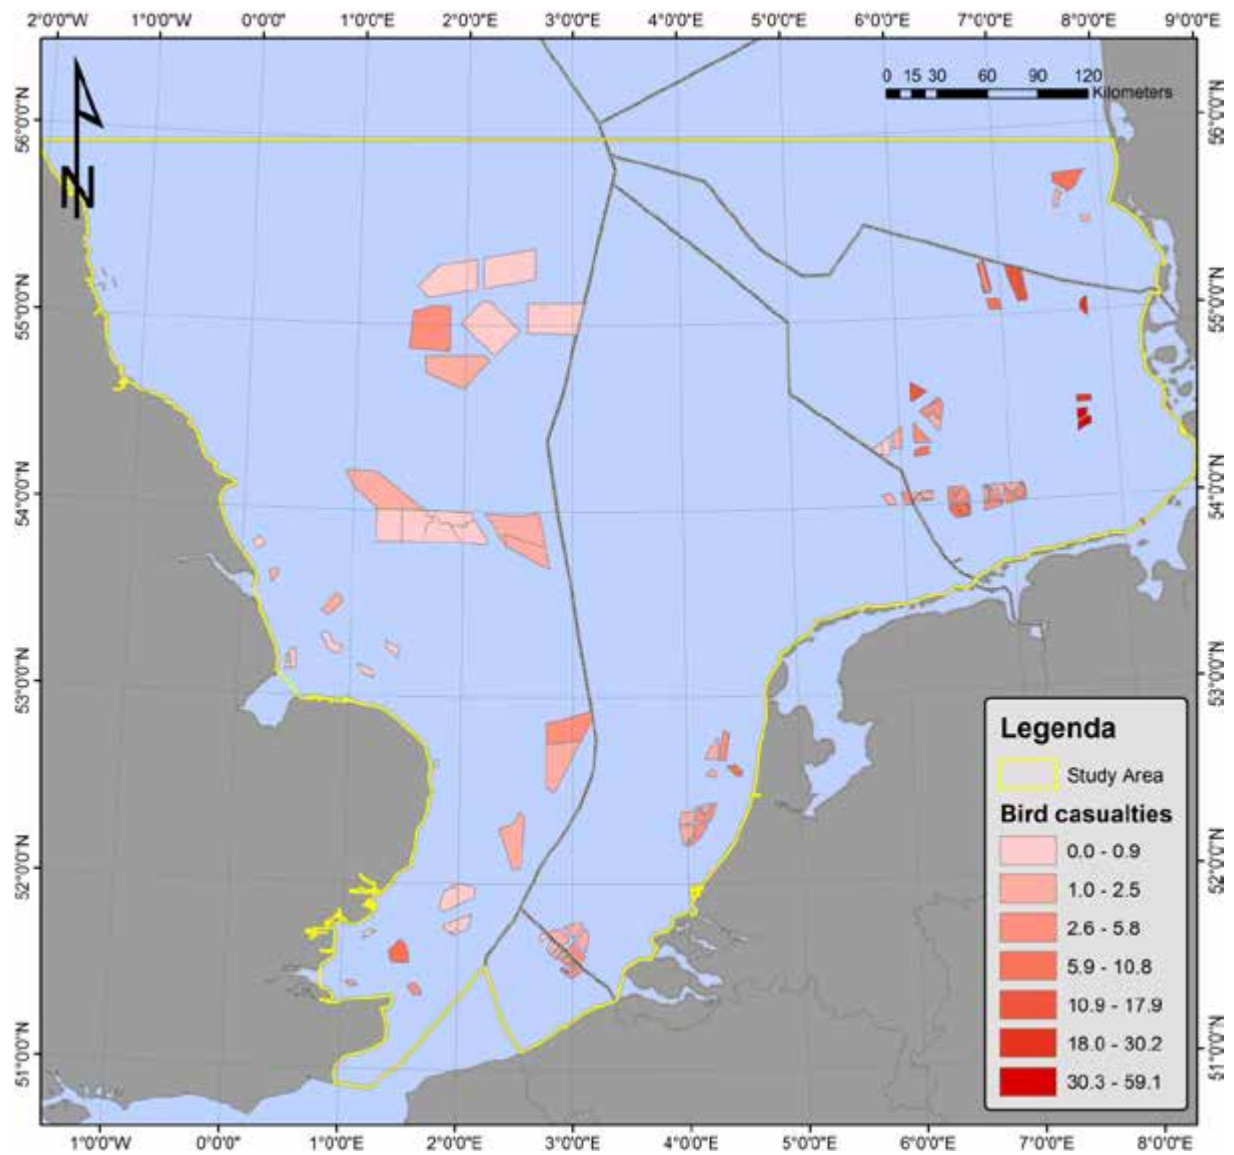 2°0'0"W 1°0'0"W 0°0'0" 1°0'0"E 2°0'0"E 3°0'0"E 4°0'0"E 5°0'0"E 6°0'0"E 7°0'0"E 8°0'0"E 9°0'0"E
0 15 30 60 90 120
Kilometers
N
56°0'0"N
56°0'0"N
55°0'0"N
55°0'0"N
54°0'0"N
54°0'0"N
53°0'0"N
53°0'0"N
52°0'0"N
52°0'0"N
51°0'0"N
51°0'0"N
Legenda
Study Area
Bird casualties
0.0 - 0.9
1.0 - 2.5
2.6 - 5.8
5.9 - 10.8
10.9 - 17.9
18.0 - 30.2
30.3 - 59.1
1°0'0"W 0°0'0" 1°0'0"E 2°0'0"E 3°0'0"E 4°0'0"E 5°0'0"E 6°0'0"E 7°0'0"E 8°0'0"E